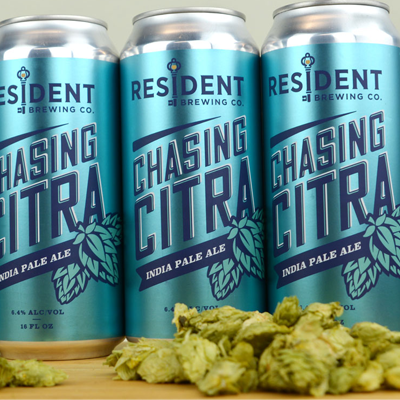 RESIDENT
BREWING CO.
HASING
CITRA
INDIA PALE ALE
6.4% ALC/VOL
16 FL OZ
RESIDENT
BREWING CO.
CHASING
CITRA
INDIA PALE ALE
RESIDENT
BREWING CO.
CHASING
CITRA
INDIA PALE ALE